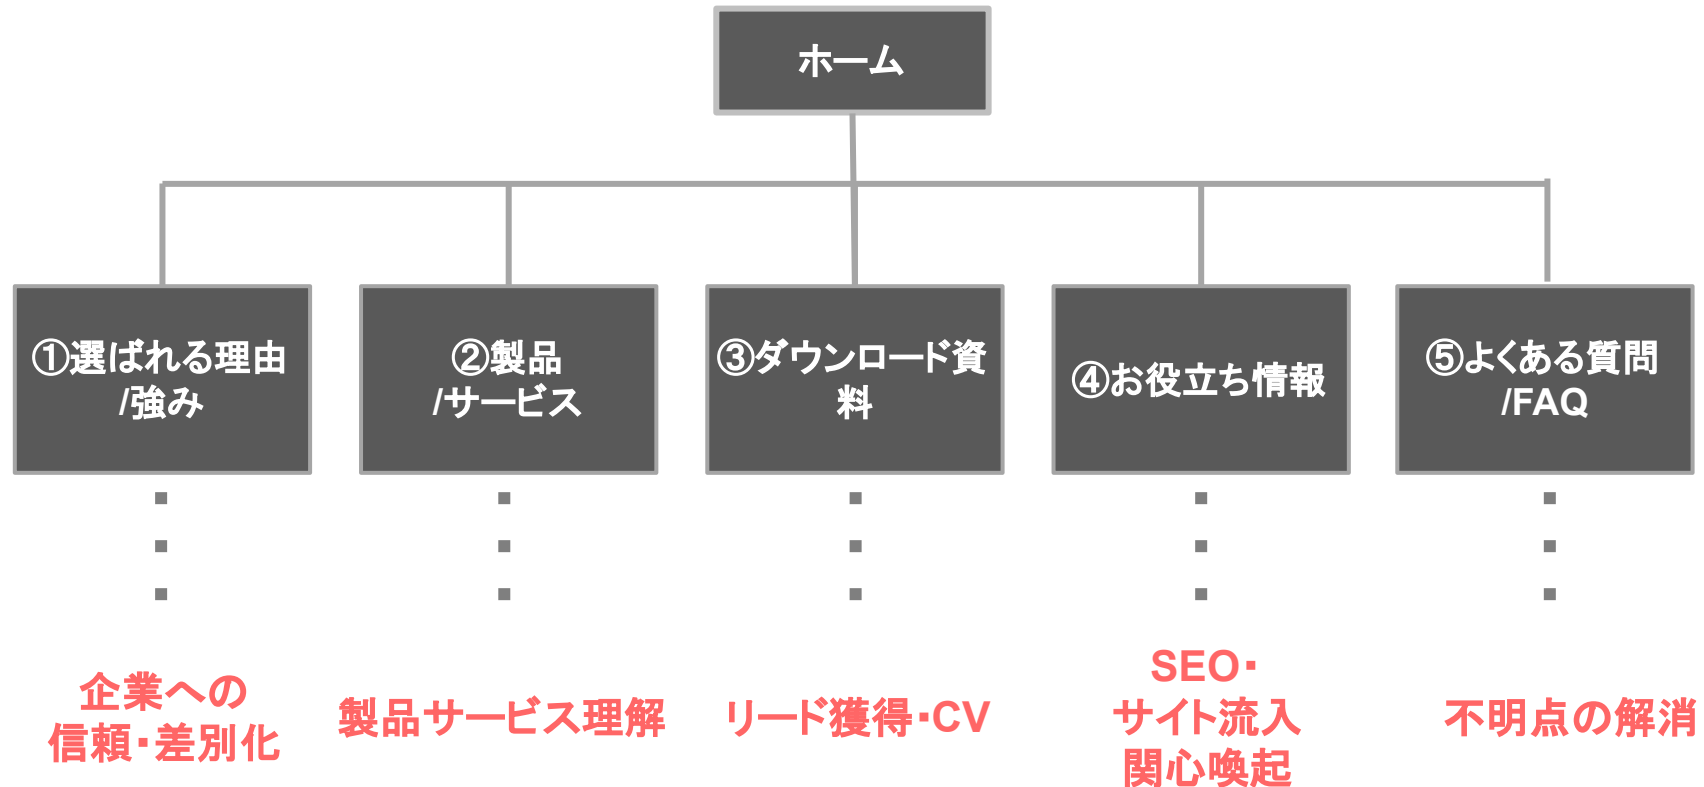 ホーム
①選ばれる理由
/強み
②製品
/サービス
③ダウンロード資
料
④お役立ち情報
⑤よくある質問
/FAQ
企業への
信頼・差別化
製品サービス理解
リード獲得・CV
SEO・
サイト流入
関心喚起
不明点の解消